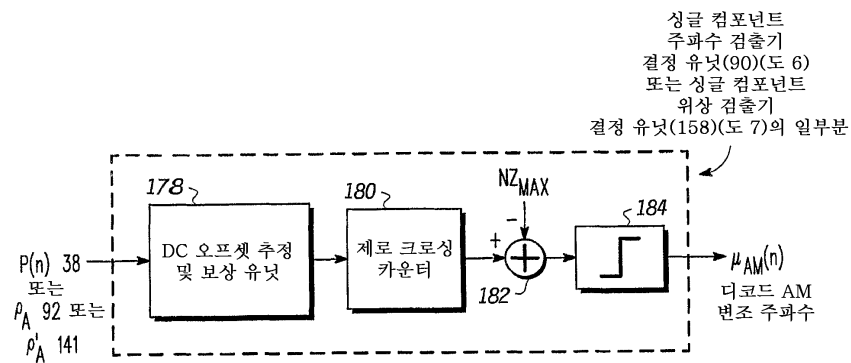 싱글 컴포넌트
주파수 검출기
결정 유닛(90)(도 6)
또는 싱글 컴포넌트
위상 검출기
결정 유닛(158)(도 7)의 일부분
178
DC 오프셋 추정
및 보상 유닛
180
제로 크로싱
카운터
NZMAX
-
+
+
182
184
P(n) 38
또는
ρA 92 또는
ρ'A 141
μAM(n)
디코드 AM
변조 주파수